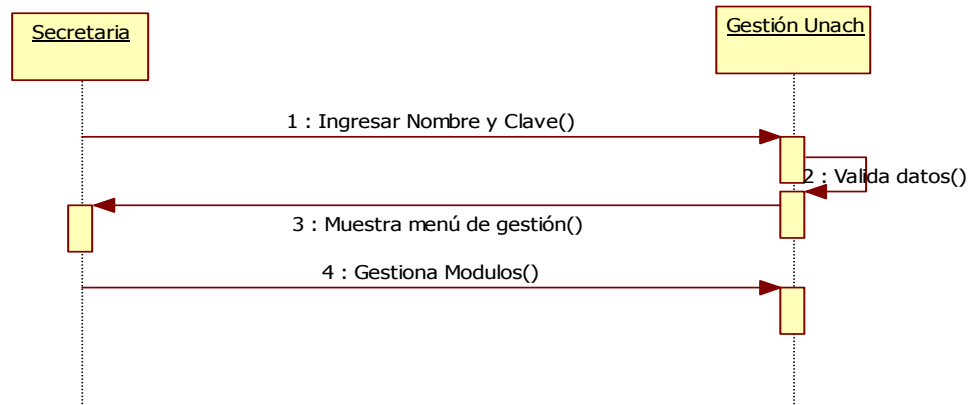 Secretaria
Gestión Unach
1 : Ingresar Nombre y Clave()
2 : Valida datos()
3 : Muestra menú de gestión()
4 : Gestiona Modulos()